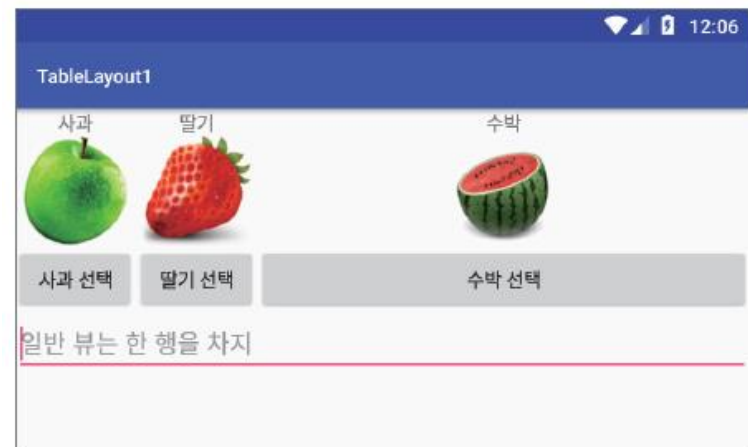 12:06
TableLayout1
사과 딸기 수박
사과 선택 딸기 선택 수박 선택
일반 뷰는 한 행을 차지